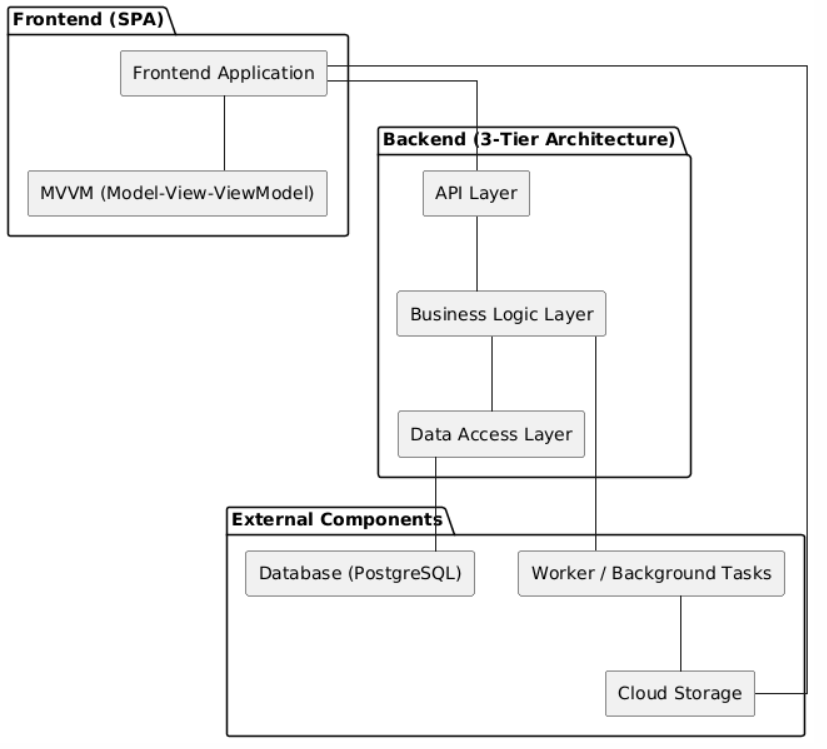 Frontend (SPA)
Frontend Application
MVVM (Model-View-ViewModel)
Backend (3-Tier Architecture)
API Layer
Business Logic Layer
Data Access Layer
External Components
Database (PostgreSQL)
Worker / Background Tasks
Cloud Storage